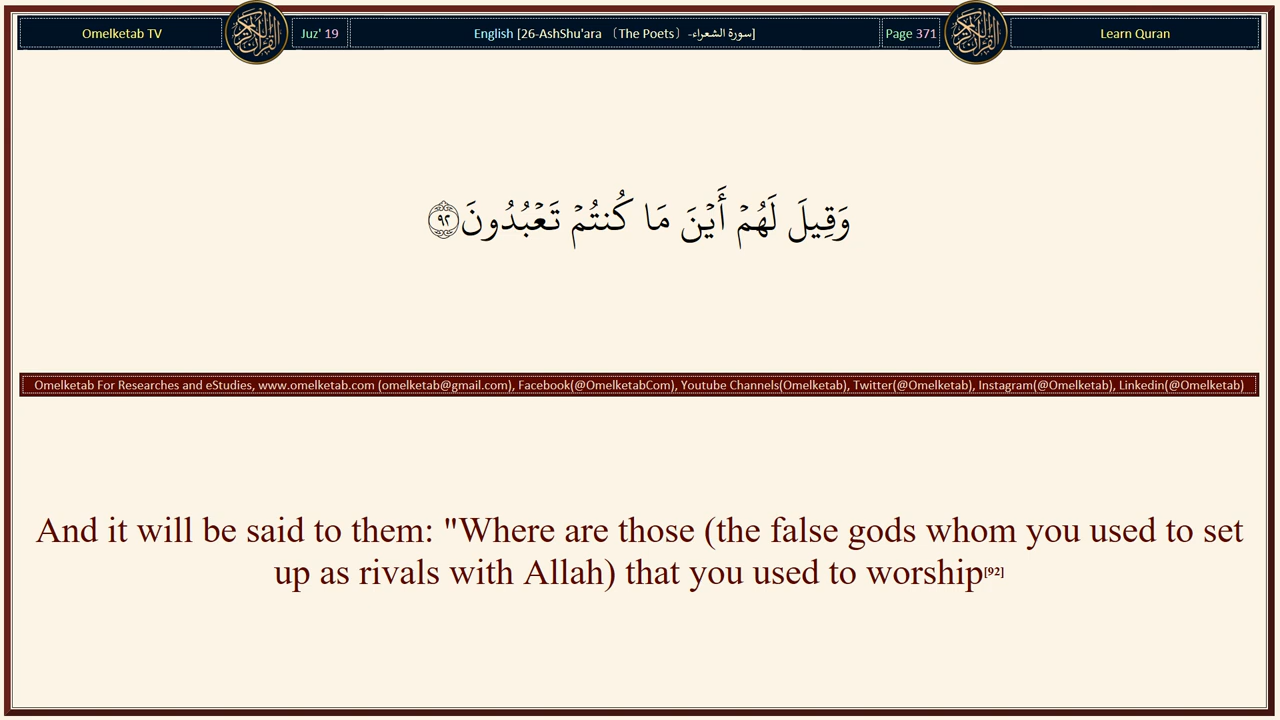 Omelketab TV
Juz' 19
English [26-AshShu'ara （The Poets）-سورة الشعراء]
Page 371
Learn Quran
وَقِيلَ لَهُمۡ أَيۡنَ مَا كُنتُمۡ تَعۡبُدُونَ ٩٢
Omelketab For Researches and eStudies, www.omelketab.com (omelketab@gmail.com), Facebook(@OmelketabCom), Youtube Channels(Omelketab), Twitter(@Omelketab), Instagram(@Omelketab), Linkedin(@Omelketab)
And it will be said to them: "Where are those (the false gods whom you used to set
up as rivals with Allah) that you used to worship[92]